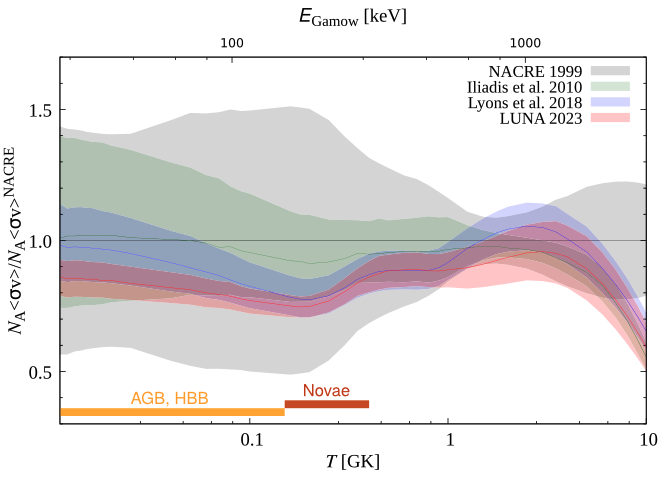 E_Gamow [keV]
100 1000
NACRE 1999
Iliadis et al. 2010
Lyons et al. 2018
LUNA 2023
N_A<σv>/N_A<σv>^NACRE
1.5
1.0
0.5
AGB, HBB
Novae
0.1 1 10
T [GK]